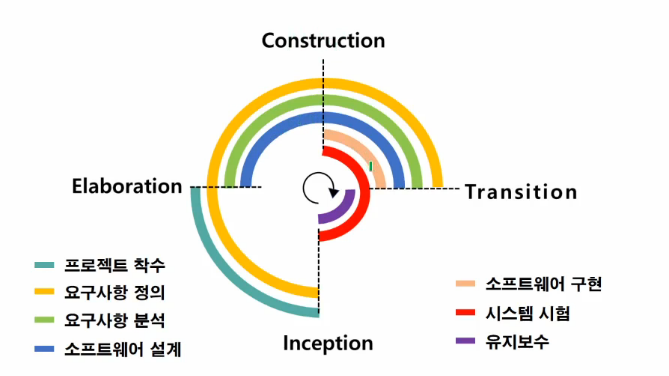 Construction
Elaboration
Transition
프로젝트 착수
요구사항 정의
요구사항 분석
소프트웨어 설계
Inception
소프트웨어 구현
시스템 시험
유지보수